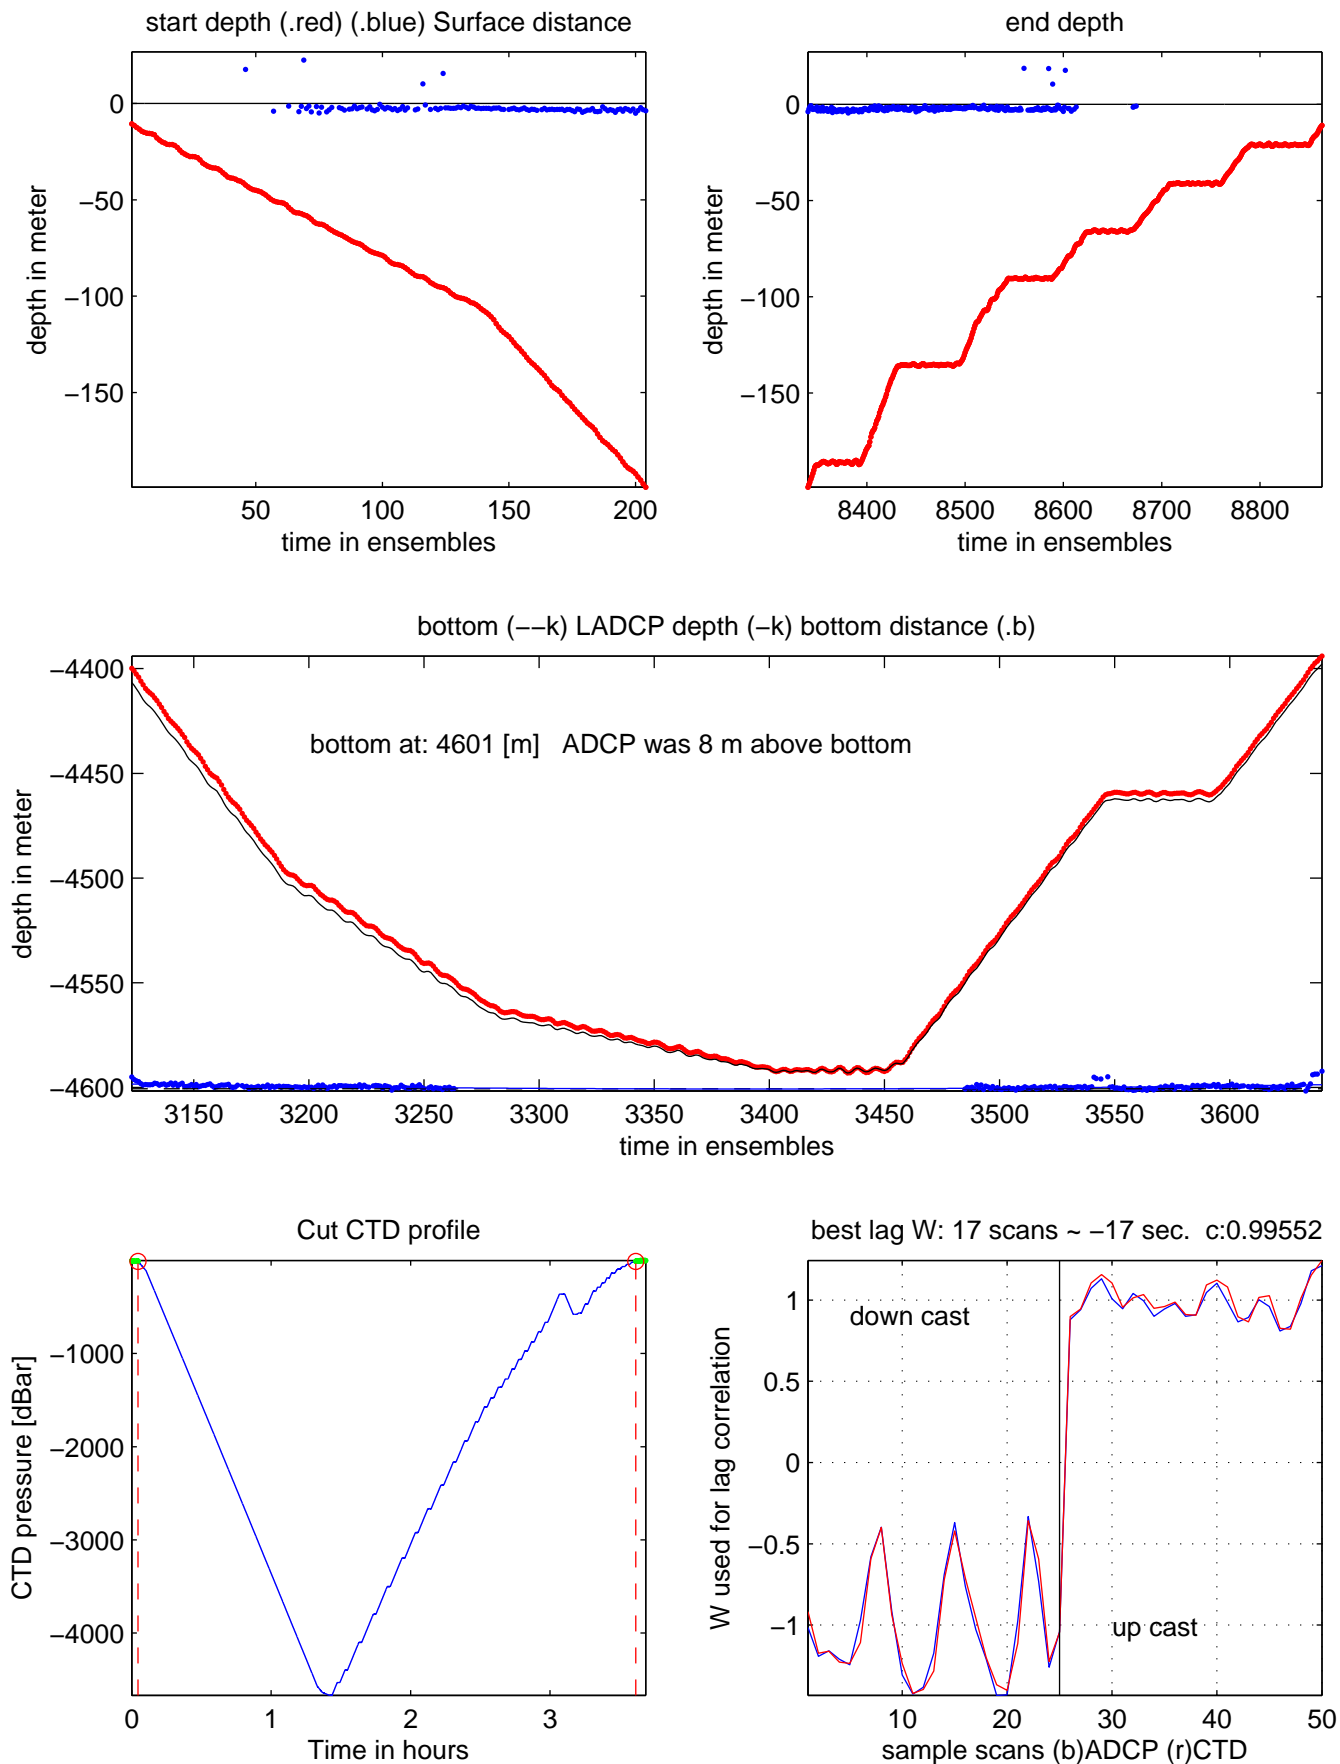 start depth (.red) (.blue) Surface distance
0
−50
−100
−150
depth in meter
50
100
150
200
time in ensembles
end depth
0
−50
−100
−150
depth in meter
8400
8500
8600
8700
8800
time in ensembles
bottom (−−k) LADCP depth (−k) bottom distance (.b)
bottom at: 4601 [m]   ADCP was 8 m above bottom
−4400
−4450
−4500
−4550
−4600
depth in meter
3150
3200
3250
3300
3350
3400
3450
3500
3550
3600
time in ensembles
Cut CTD profile
−1000
−2000
−3000
−4000
CTD pressure [dBar]
0
1
2
3
Time in hours
best lag W: 17 scans ~ −17 sec.  c:0.99552
down cast
up cast
1
0.5
0
−0.5
−1
W used for lag correlation
10
20
30
40
50
sample scans (b)ADCP (r)CTD